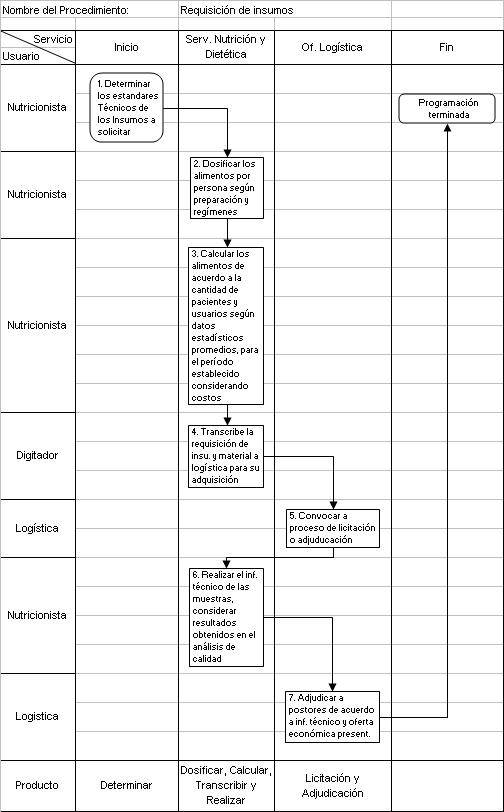 Nombre del Procedimiento: Requisición de insumos
Servicio
Usuario
Inicio
Serv. Nutrición y
Dietética
Of. Logística
Fin
Nutricionista
1. Determinar
los estandares
Técnicos de
los Insumos a
solicitar
Programación
terminada
Nutricionista
2. Dosificar los
alimentos por
persona según
preparación y
regímenes
Nutricionista
3. Calcular los
alimentos de
acuerdo a la
cantidad de
pacientes y
usuarios según
datos
estadísticos
promedios, para
el período
establecido
considerando
costos
Digitador
4. Transcribe la
requisición de
insu. y material a
logística para su
adquisición
Logística
5. Convocar a
proceso de licitación
o adjuducación
Nutricionista
6. Realizar el inf.
técnico de las
muestras,
considerar
resultados
obtenidos en el
análisis de
calidad
Logistica
7. Adjudicar a
postores de acuerdo
a inf. técnico y oferta
económica present.
Producto
Determinar
Dosificar, Calcular,
Transcribir y
Realizar
Licitación y
Adjudicación